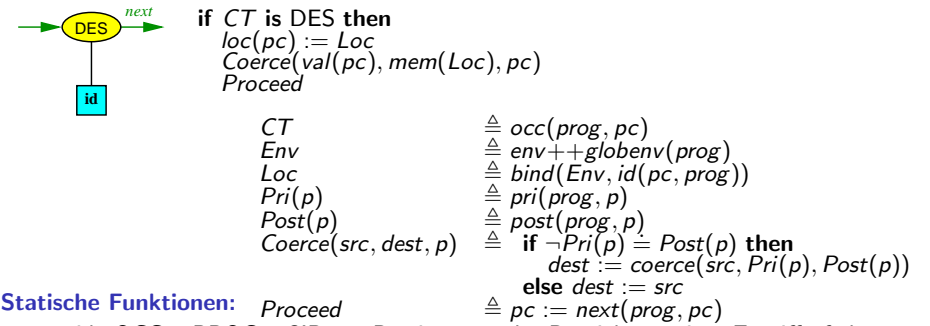 next
DES
id
if CT is DES then
loc(pc) := Loc
Coerce(val(pc), mem(Loc), pc)
Proceed
CT ≜ occ(prog, pc)
Env ≜ env++globenv(prog)
Loc ≜ bind(Env, id(pc, prog))
Pri(p) ≜ pri(prog, p)
Post(p) ≜ post(prog, p)
Coerce(src, dest, p) ≜ if ¬Pri(p) ≐ Post(p) then
dest := coerce(src, Pri(p), Post(p))
else dest := src
Statische Funktionen:
Proceed ≜ pc := next(prog, pc)